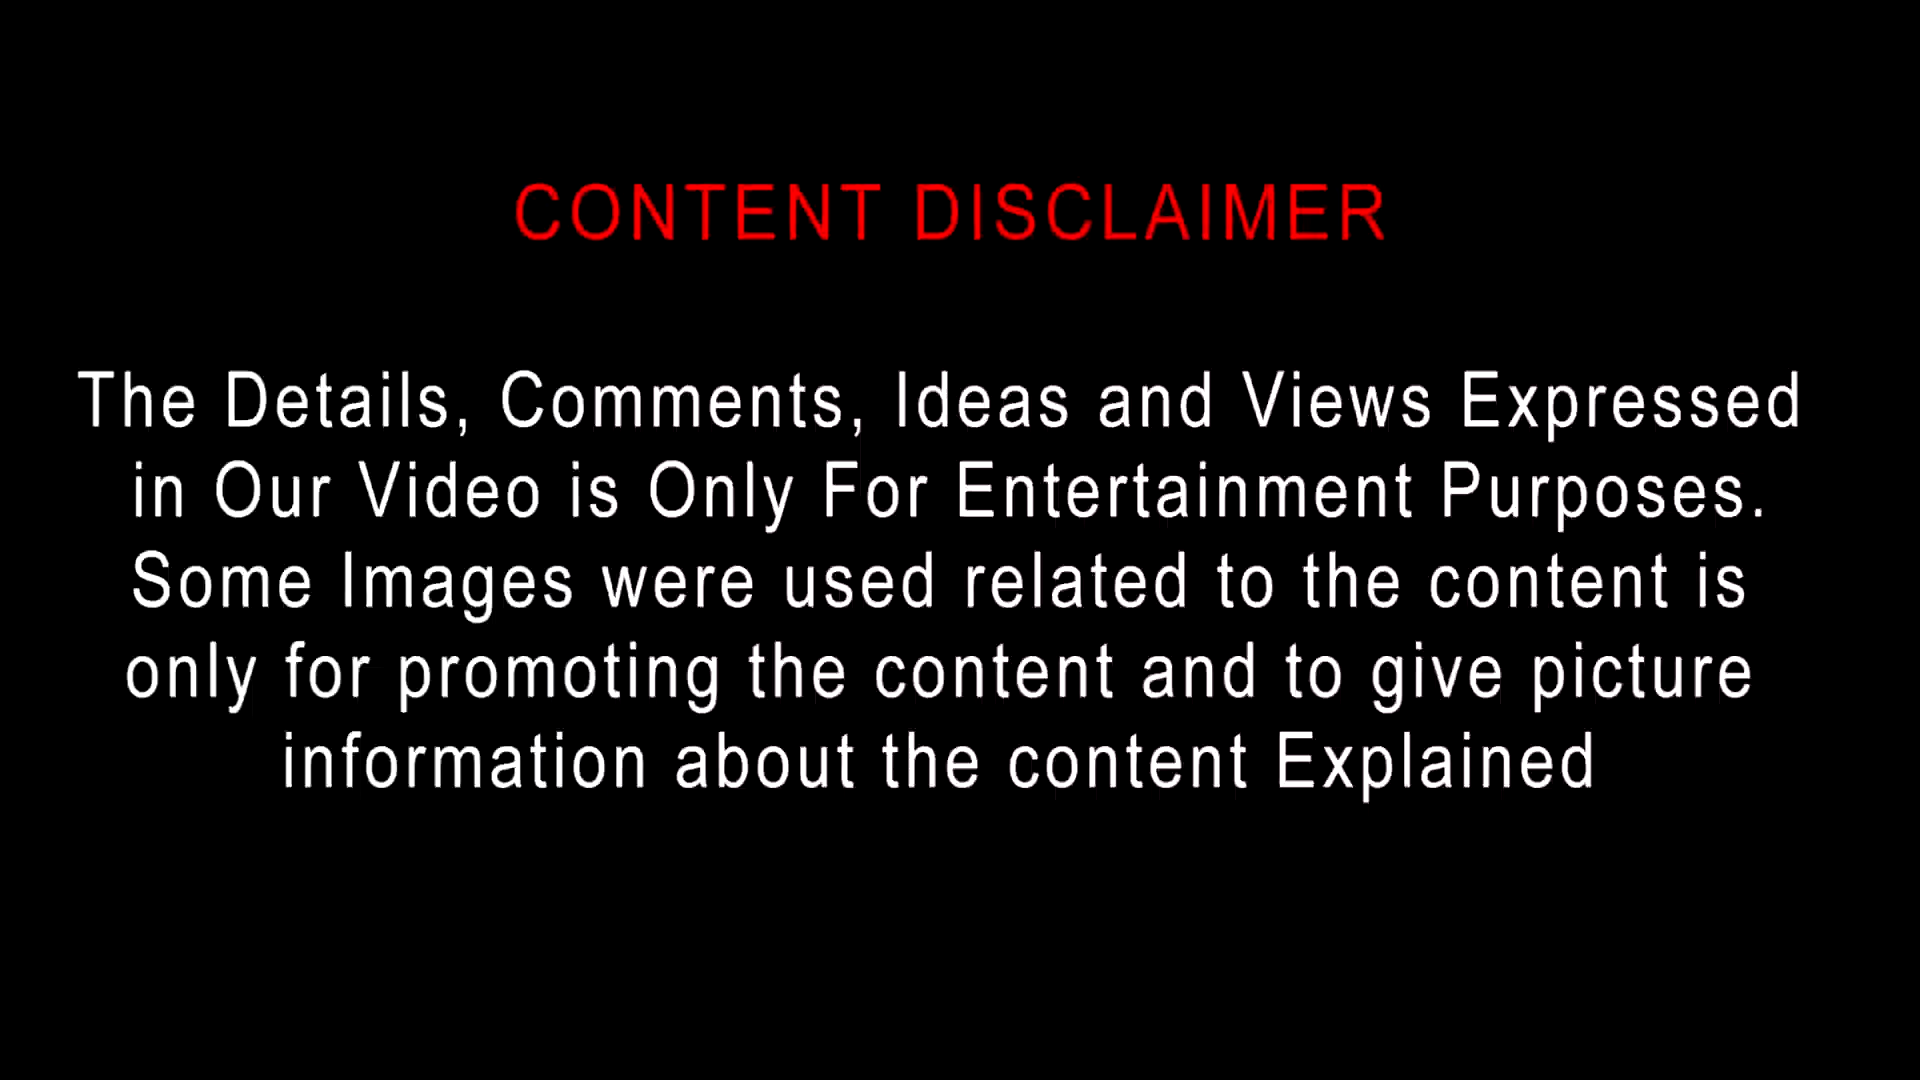 CONTENT DISCLAIMER
The Details, Comments, Ideas and Views Expressed
in Our Video is Only For Entertainment Purposes.
Some Images were used related to the content is
only for promoting the content and to give picture
information about the content Explained